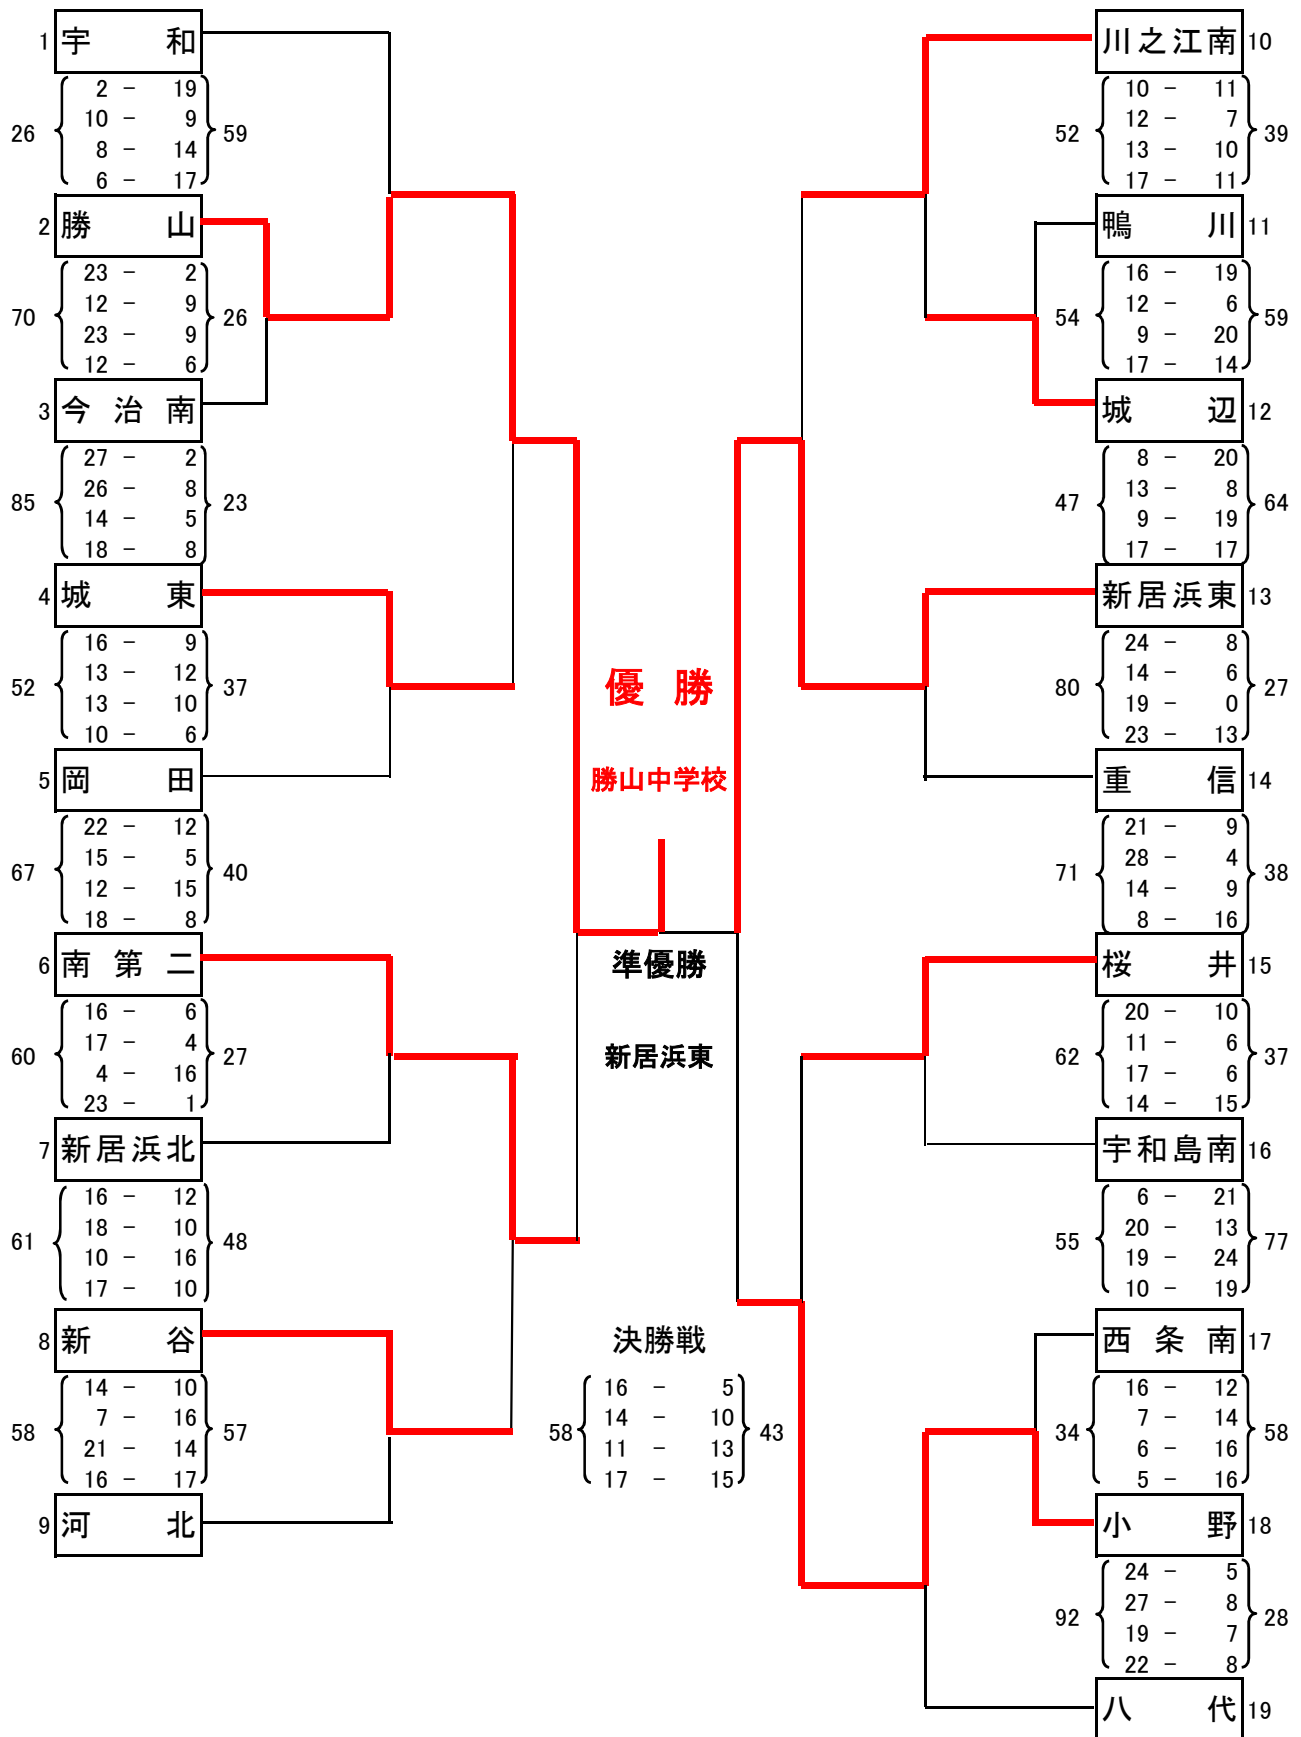 1 宇和
2 - 19
10 - 9
26 59
8 - 14
6 - 17
2 勝山
23 - 2
12 - 9
70 26
23 - 9
12 - 6
3 今治南
27 - 2
26 - 8
85 23
14 - 5
18 - 8
4 城東
16 - 9
13 - 12
52 37
13 - 10
10 - 6
5 岡田
22 - 12
15 - 5
67 40
12 - 15
18 - 8
6 南第二
16 - 6
17 - 4
60 27
4 - 16
23 - 1
7 新居浜北
16 - 12
18 - 10
61 48
10 - 16
17 - 10
8 新谷
14 - 10
7 - 16
58 57
21 - 14
16 - 17
9 河北
優勝
勝山中学校
準優勝
新居浜東
決勝戦
16 - 5
14 - 10
58 43
11 - 13
17 - 15
川之江南 10
10 - 11
12 - 7
52 39
13 - 10
17 - 11
鴨川 11
16 - 19
12 - 6
54 59
9 - 20
17 - 14
城辺 12
8 - 20
13 - 8
47 64
9 - 19
17 - 17
新居浜東 13
24 - 8
14 - 6
80 27
19 - 0
23 - 13
重信 14
21 - 9
28 - 4
71 38
14 - 9
8 - 16
桜井 15
20 - 10
11 - 6
62 37
17 - 6
14 - 15
宇和島南 16
6 - 21
20 - 13
55 77
19 - 24
10 - 19
西条南 17
16 - 12
7 - 14
34 58
6 - 16
5 - 16
小野 18
24 - 5
27 - 8
92 28
19 - 7
22 - 8
八代 19